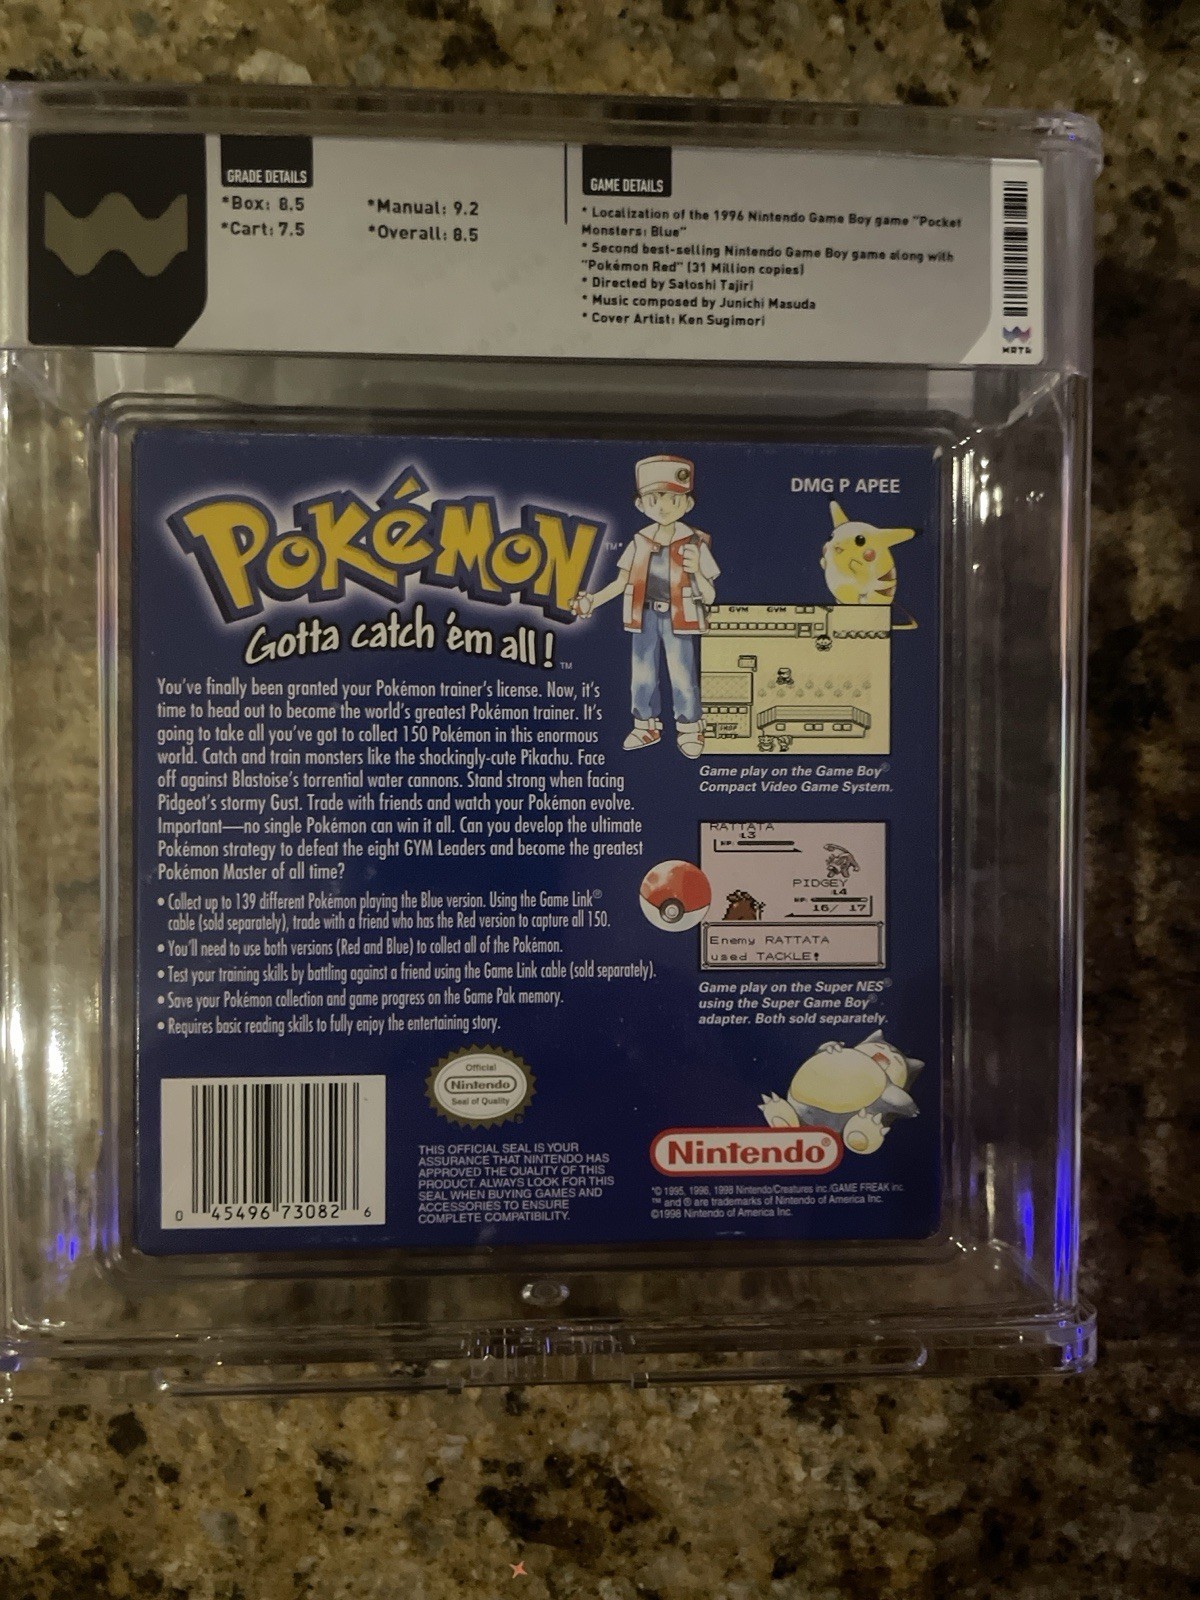 GRADE DETAILS
*Box: 8.5
*Manual: 9.2
*Cart: 7.5
*Overall: 8.5
GAME DETAILS
* Localization of the 1996 Nintendo Game Boy game "Pocket
Monsters: Blue"
* Second best-selling Nintendo Game Boy game along with
"Pokémon Red" (31 Million copies)
* Directed by Satoshi Tajiri
* Music composed by Junichi Masuda
* Cover Artist: Ken Sugimori
WATA
DMG P APEE
POKéMON™
Gotta catch 'em all!™
You've finally been granted your Pokémon trainer's license. Now, it's
time to head out to become the world's greatest Pokémon trainer. It's
going to take all you've got to collect 150 Pokémon in this enormous
world. Catch and train monsters like the shockingly-cute Pikachu. Face
off against Blastoise's torrential water cannons. Stand strong when facing
Pidgeot's stormy Gust. Trade with friends and watch your Pokémon evolve.
Important—no single Pokémon can win it all. Can you develop the ultimate
Pokémon strategy to defeat the eight GYM Leaders and become the greatest
Pokémon Master of all time?
• Collect up to 139 different Pokémon playing the Blue version. Using the Game Link®
cable (sold separately), trade with a friend who has the Red version to capture all 150.
• You'll need to use both versions (Red and Blue) to collect all of the Pokémon.
• Test your training skills by battling against a friend using the Game Link cable (sold separately).
• Save your Pokémon collection and game progress on the Game Pak memory.
• Requires basic reading skills to fully enjoy the entertaining story.
GYM GYM
Game play on the Game Boy®
Compact Video Game System.
RATTATA
:L3
HP:
PIDGEY
:L4
HP:
16/ 17
Enemy RATTATA
used TACKLE!
Game play on the Super NES®
using the Super Game Boy®
adapter. Both sold separately.
0 45496 73082 6
Official
Nintendo
Seal of Quality
THIS OFFICIAL SEAL IS YOUR
ASSURANCE THAT NINTENDO HAS
APPROVED THE QUALITY OF THIS
PRODUCT. ALWAYS LOOK FOR THIS
SEAL WHEN BUYING GAMES AND
ACCESSORIES TO ENSURE
COMPLETE COMPATIBILITY.
Nintendo®
*© 1995, 1996, 1998 Nintendo/Creatures inc./GAME FREAK inc.
™ and ® are trademarks of Nintendo of America Inc.
©1998 Nintendo of America Inc.